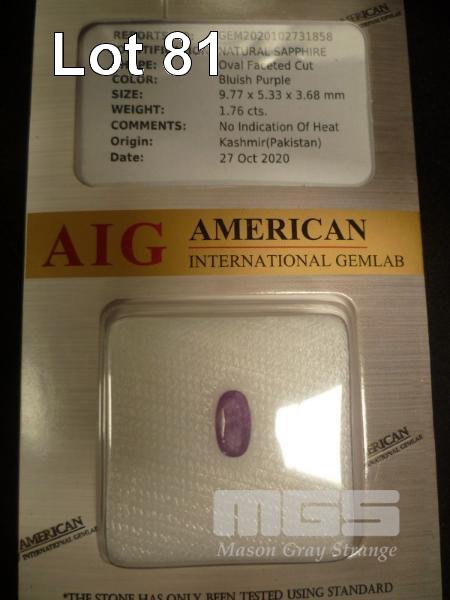 Lot 81
REPORTS GEM2020102731858
NATURAL SAPPHIRE
Oval Faceted Cut
COLOR: Bluish Purple
SIZE: 9.77 x 5.33 x 3.68 mm
WEIGHT: 1.76 cts.
COMMENTS: No Indication Of Heat
Origin: Kashmir(Pakistan)
Date: 27 Oct 2020
AIG AMERICAN
INTERNATIONAL GEMLAB
AMERICAN
INTERNATIONAL GEMLAB
AMERICAN
INTERNATIONAL GEMLAB
MGS
Mason Gray Strange
*THE STONE HAS ONLY BEEN TESTED USING STANDARD